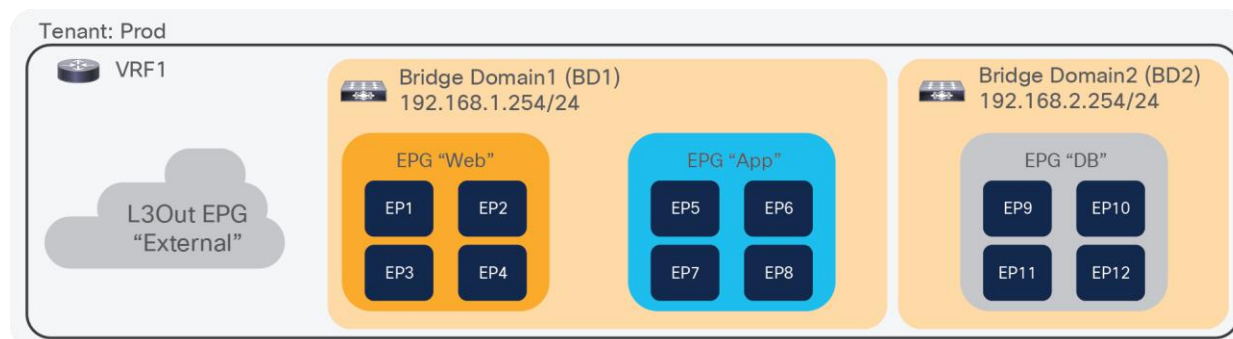 Tenant: Prod
VRF1
Bridge Domain1 (BD1)
192.168.1.254/24
Bridge Domain2 (BD2)
192.168.2.254/24
L3Out EPG
“External”
EPG “Web”
EP1
EP2
EP3
EP4
EPG “App”
EP5
EP6
EP7
EP8
EPG “DB”
EP9
EP10
EP11
EP12